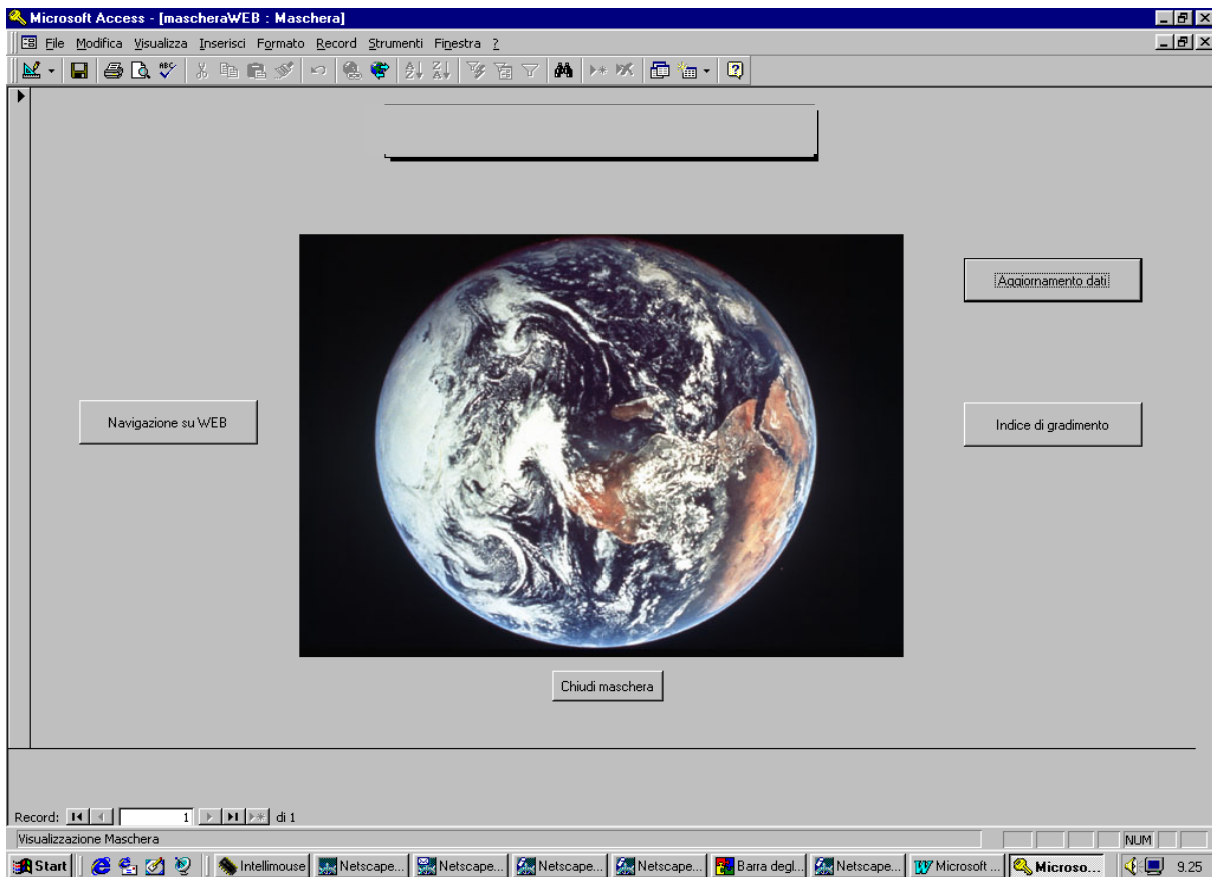 Microsoft Access - [mascheraWEB : Maschera]
File Modifica Visualizza Inserisci Formato Record Strumenti Finestra ?
ABC
A Z Z A
Aggiornamento dati
Navigazione su WEB
Indice di gradimento
Chiudi maschera
Record: 1 di 1
Visualizzazione Maschera
NUM
Start Intellimouse Netscape... Netscape... Netscape... Netscape... Barra degl... Netscape... Microsoft ... Microso... 9.25